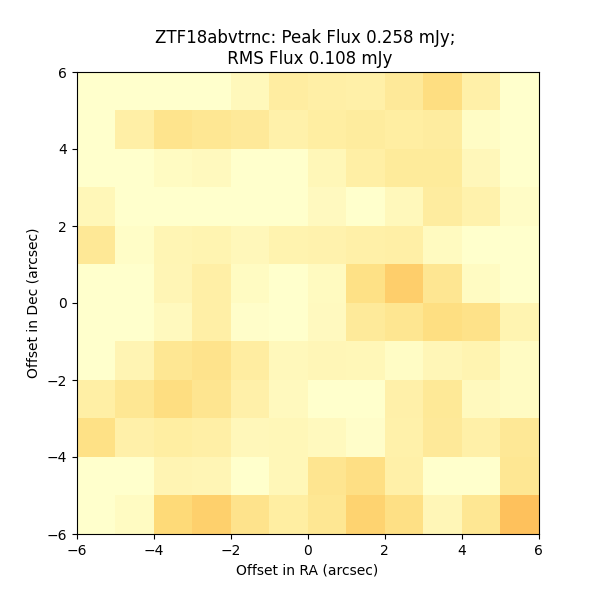 ZTF18abvtrnc: Peak Flux 0.258 mJy;
RMS Flux 0.108 mJy
6
4
2
0
−2
−4
−6
Offset in Dec (arcsec)
−6 −4 −2 0 2 4 6
Offset in RA (arcsec)